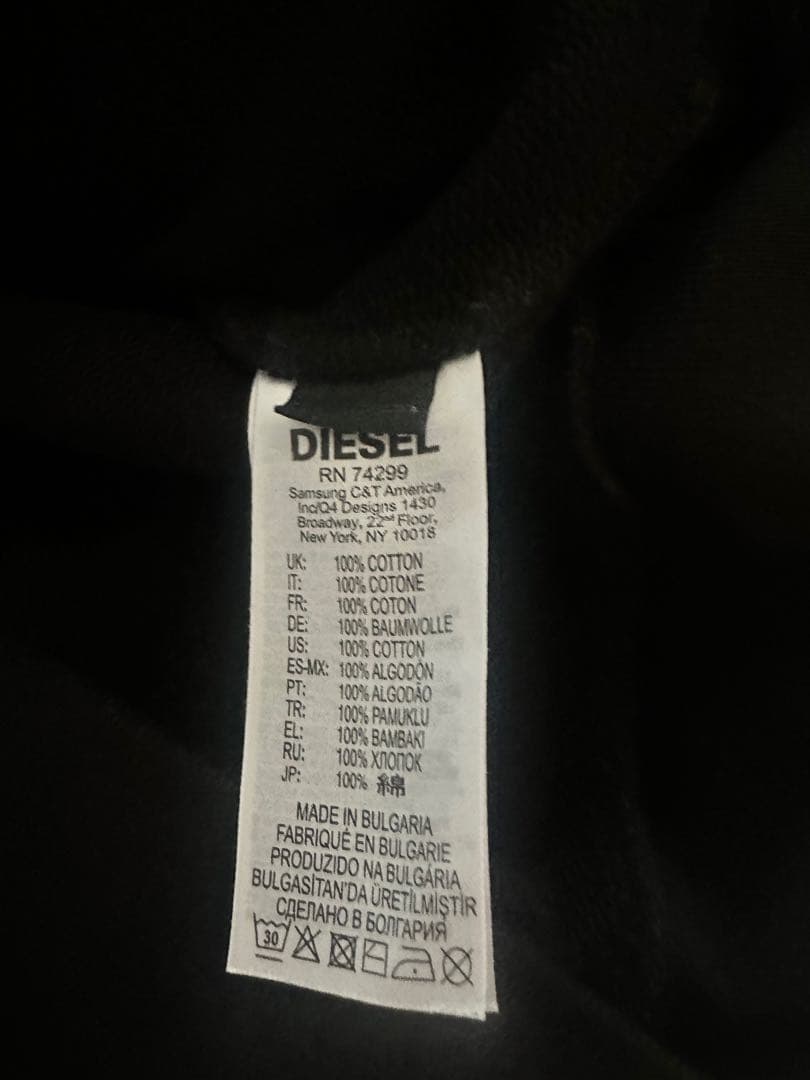 DIESEL
RN 74299
Samsung C&T America,
Inc/Q4 Designs 1430
Broadway, 22nd Floor,
New York, NY 10018
UK: 100% COTTON
IT: 100% COTONE
FR: 100% COTON
DE: 100% BAUMWOLLE
US: 100% COTTON
ES-MX: 100% ALGODÓN
PT: 100% ALGODÃO
TR: 100% PAMUKLU
EL: 100% BAMBAKI
RU: 100% ХЛОПОК
JP: 100% 綿
MADE IN BULGARIA
FABRIQUÉ EN BULGARIE
PRODUZIDO NA BULGÁRIA
BULGASİTAN'DA ÜRETİLMİŞTİR
СДЕЛАНО В БОЛГАРИЯ
30